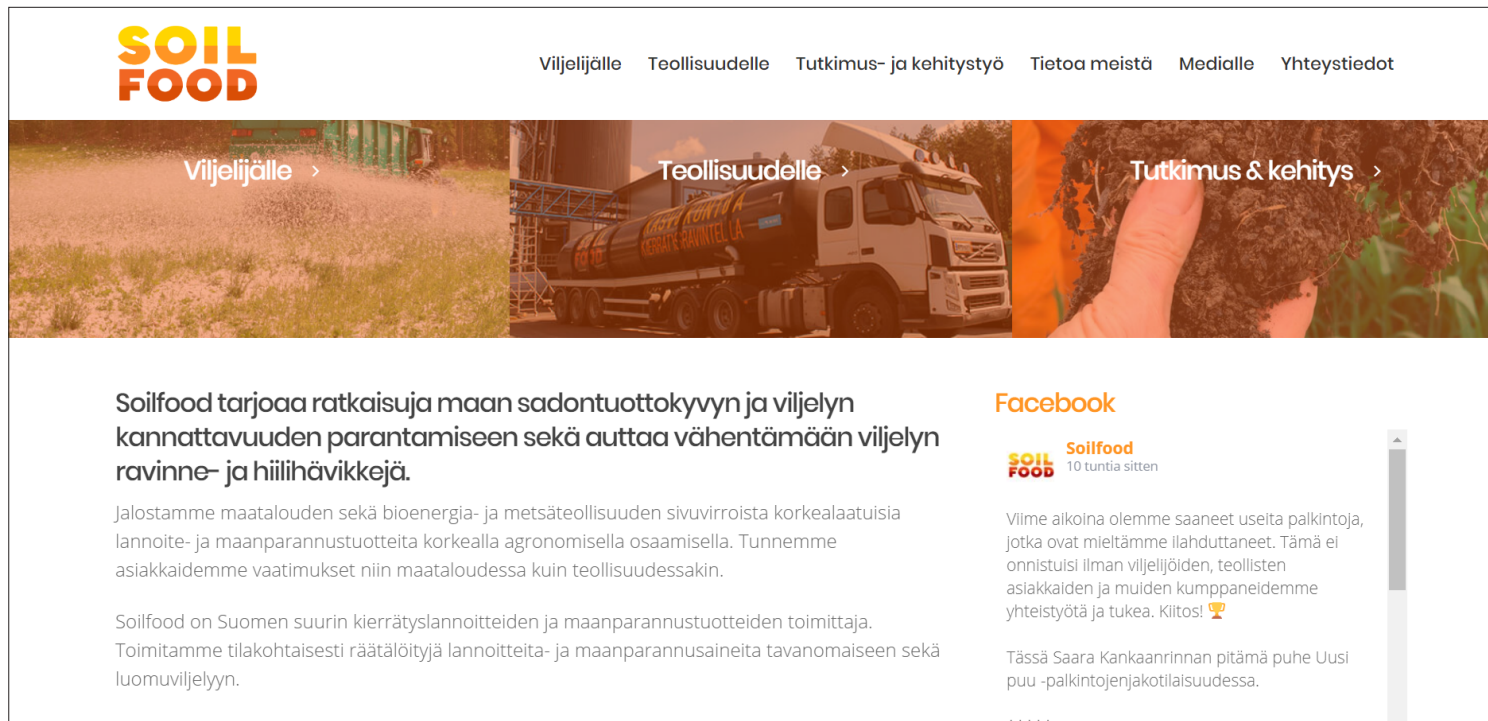 SOIL
FOOD
Viljelijälle Teollisuudelle Tutkimus- ja kehitystyö Tietoa meistä Medialle Yhteystiedot
Viljelijälle >
Teollisuudelle >
Tutkimus & kehitys >
KIERRÄTYSRAVINTEILLA
Soilfood tarjoaa ratkaisuja maan sadontuottokyvyn ja viljelyn
kannattavuuden parantamiseen sekä auttaa vähentämään viljelyn
ravinne- ja hiilihävikkejä.
Jalostamme maatalouden sekä bioenergia- ja metsäteollisuuden sivuvirroista korkealaatuisia
lannoite- ja maanparannustuotteita korkealla agronomisella osaamisella. Tunnemme
asiakkaidemme vaatimukset niin maataloudessa kuin teollisuudessakin.
Soilfood on Suomen suurin kierrätyslannoitteiden ja maanparannustuotteiden toimittaja.
Toimitamme tilakohtaisesti räätälöityjä lannoitteita- ja maanparannusaineita tavanomaiseen sekä
luomuviljelyyn.
Facebook
SOIL
FOOD
Soilfood
10 tuntia sitten
Viime aikoina olemme saaneet useita palkintoja,
jotka ovat mieltämme ilahduttaneet. Tämä ei
onnistuisi ilman viljelijöiden, teollisten
asiakkaiden ja muiden kumppaneidemme
yhteistyötä ja tukea. Kiitos! 🏆
Tässä Saara Kankaanrinnan pitämä puhe Uusi
puu -palkintojenjakotilaisuudessa.